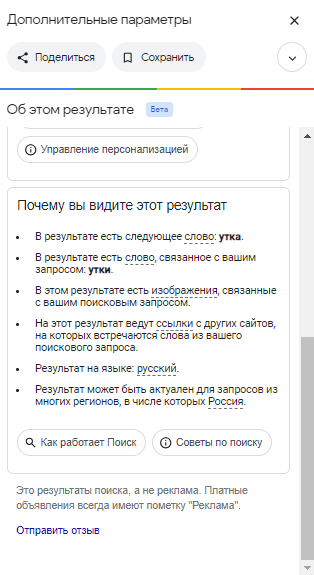 Дополнительные параметры
Поделиться
Сохранить
Об этом результате
Бета
Управление персонализацией
Почему вы видите этот результат
В результате есть следующее слово: утка.
В результате есть слово, связанное с вашим
запросом: утки.
В этом результате есть изображения, связанные
с вашим поисковым запросом.
На этот результат ведут ссылки с других сайтов,
на которых встречаются слова из вашего
поискового запроса.
Результат на языке: русский.
Результат может быть актуален для запросов из
многих регионов, в числе которых Россия.
Как работает Поиск
Советы по поиску
Это результаты поиска, а не реклама. Платные
объявления всегда имеют пометку "Реклама".
Отправить отзыв